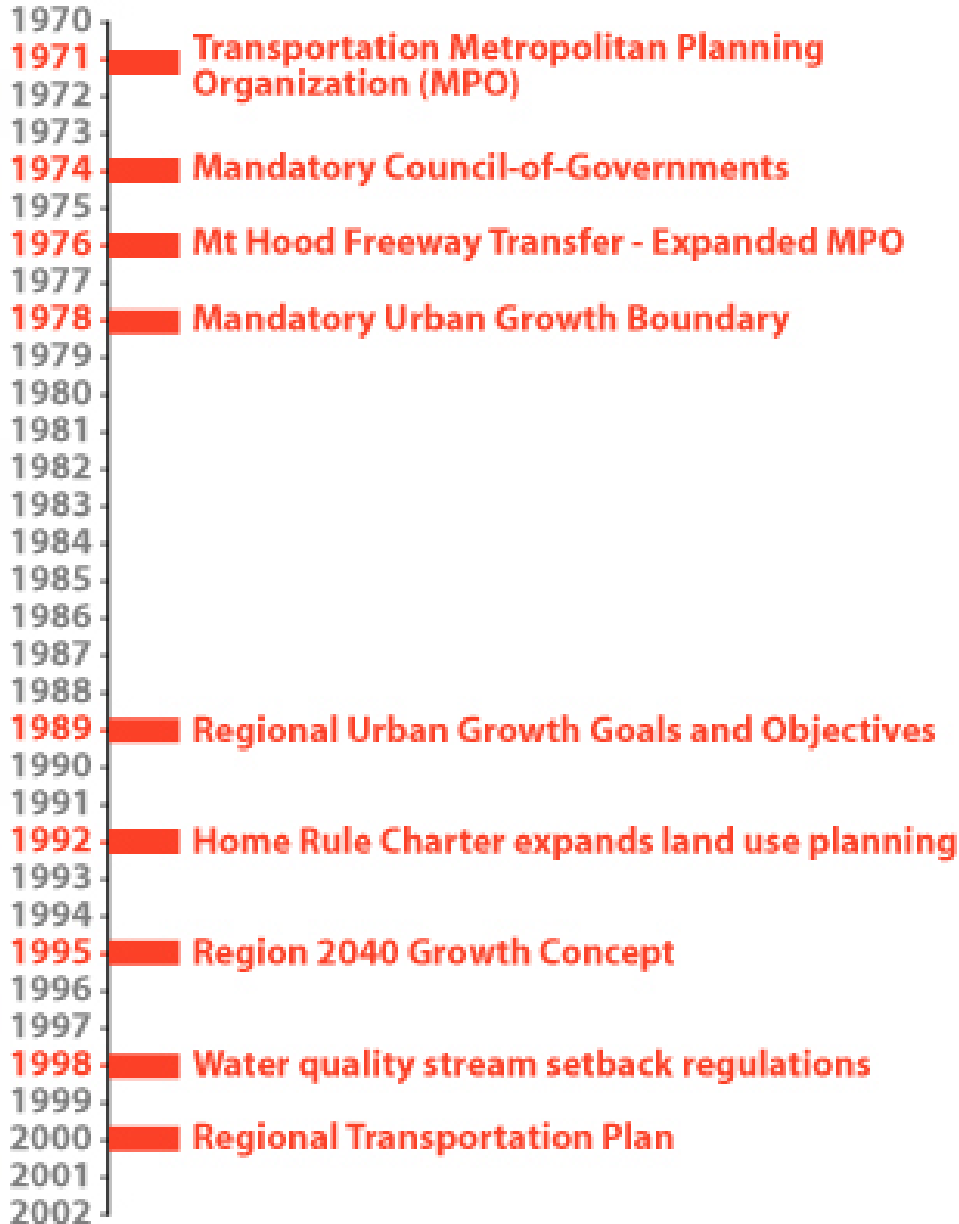 1970
1971 Transportation Metropolitan Planning
Organization (MPO)
1972
1973
1974 Mandatory Council-of-Governments
1975
1976 Mt Hood Freeway Transfer - Expanded MPO
1977
1978 Mandatory Urban Growth Boundary
1979
1980
1981
1982
1983
1984
1985
1986
1987
1988
1989 Regional Urban Growth Goals and Objectives
1990
1991
1992 Home Rule Charter expands land use planning
1993
1994
1995 Region 2040 Growth Concept
1996
1997
1998 Water quality stream setback regulations
1999
2000 Regional Transportation Plan
2001
2002